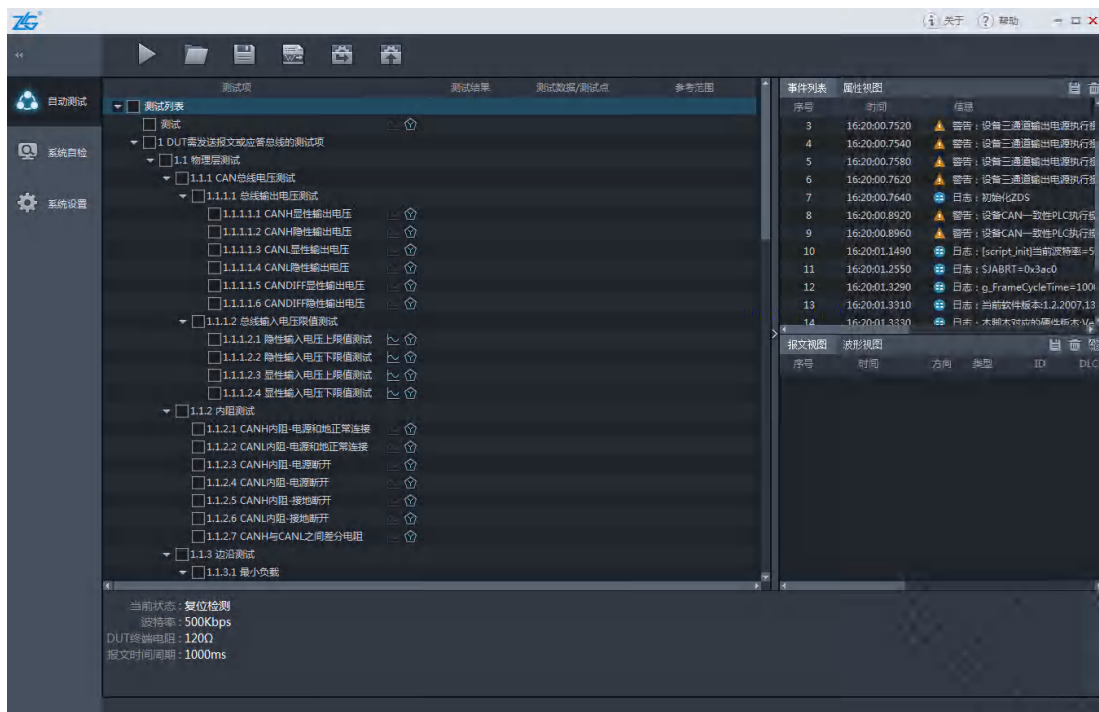 ZLG
关于 帮助
自动测试
系统自检
系统设置
测试项 测试结果 测试数据/测试点 参考范围
测试列表
测试
1 DUT需发送报文或应答总线的测试项
1.1 物理层测试
1.1.1 CAN总线电压测试
1.1.1.1 总线输出电压测试
1.1.1.1.1 CANH显性输出电压
1.1.1.1.2 CANH隐性输出电压
1.1.1.1.3 CANL显性输出电压
1.1.1.1.4 CANL隐性输出电压
1.1.1.1.5 CANDIFF显性输出电压
1.1.1.1.6 CANDIFF隐性输出电压
1.1.1.2 总线输入电压限值测试
1.1.1.2.1 隐性输入电压上限值测试
1.1.1.2.2 隐性输入电压下限值测试
1.1.1.2.3 显性输入电压上限值测试
1.1.1.2.4 显性输入电压下限值测试
1.1.2 内阻测试
1.1.2.1 CANH内阻-电源和地正常连接
1.1.2.2 CANL内阻-电源和地正常连接
1.1.2.3 CANH内阻-电源断开
1.1.2.4 CANL内阻-电源断开
1.1.2.5 CANH内阻-接地断开
1.1.2.6 CANL内阻-接地断开
1.1.2.7 CANH与CANL之间差分电阻
1.1.3 边沿测试
1.1.3.1 最小负载
事件列表 属性视图
序号 时间 信息
3 16:20:00.7520 警告：设备三通道输出电源执行
4 16:20:00.7540 警告：设备三通道输出电源执行
5 16:20:00.7580 警告：设备三通道输出电源执行
6 16:20:00.7620 警告：设备三通道输出电源执行
7 16:20:00.7640 日志：初始化ZDS
8 16:20:00.8920 警告：设备CAN一致性PLC执行
9 16:20:00.8960 警告：设备CAN一致性PLC执行
10 16:20:01.1490 日志：[script_init]当前波特率=5
11 16:20:01.2550 日志：SJABRT=0x3ac0
12 16:20:01.3290 日志：g_FrameCycleTime=100
13 16:20:01.3310 日志：当前软件版本:1.2.2007.13
14 16:20:01.3330 日志：本脚本对应的硬件版本:V
报文视图 波形视图
序号 时间 方向 类型 ID DLC
当前状态：复位检测
波特率：500Kbps
DUT终端电阻：120Ω
报文时间周期：1000ms